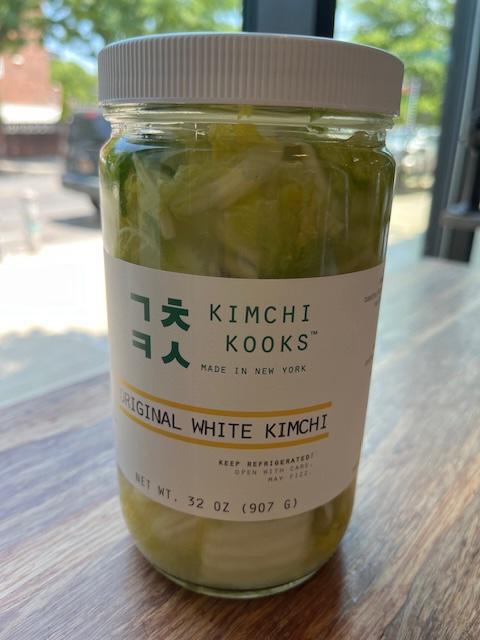 ㄱㅊ
ㅋㅅ
KIMCHI
KOOKS™
MADE IN NEW YORK
ORIGINAL WHITE KIMCHI
KEEP REFRIGERATED!
OPEN WITH CARE.
MAY FIZZ.
NET WT. 32 OZ (907 G)